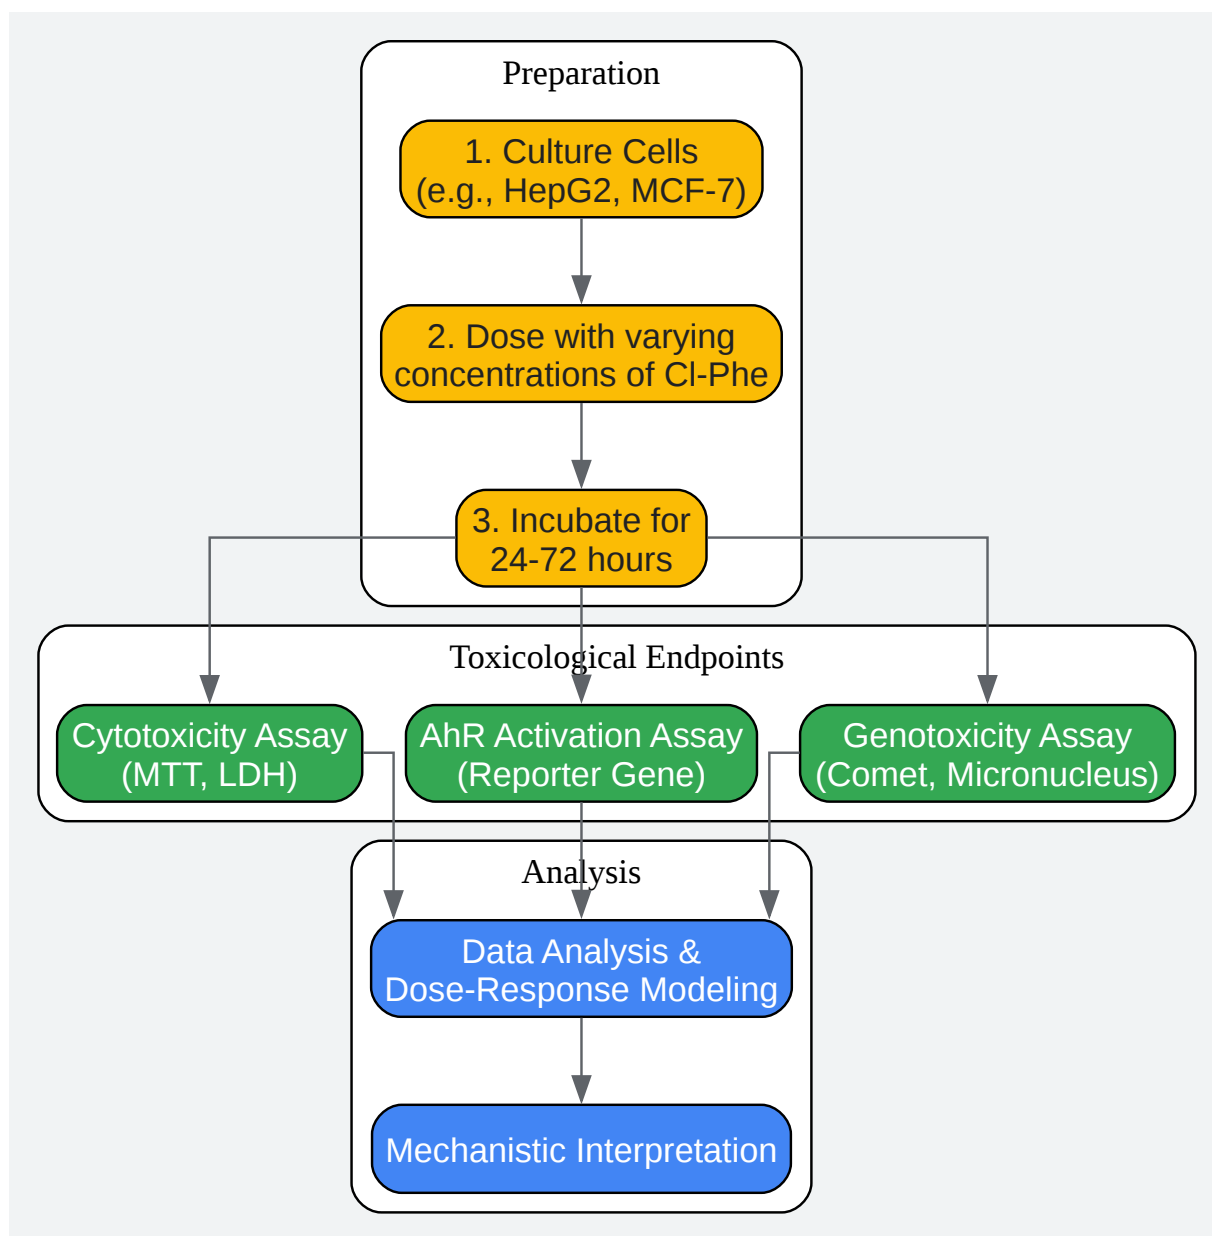 Preparation
1. Culture Cells
(e.g., HepG2, MCF-7)
2. Dose with varying
concentrations of Cl-Phe
3. Incubate for
24-72 hours
Toxicological Endpoints
Cytotoxicity Assay
(MTT, LDH)
AhR Activation Assay
(Reporter Gene)
Genotoxicity Assay
(Comet, Micronucleus)
Analysis
Data Analysis &
Dose-Response Modeling
Mechanistic Interpretation